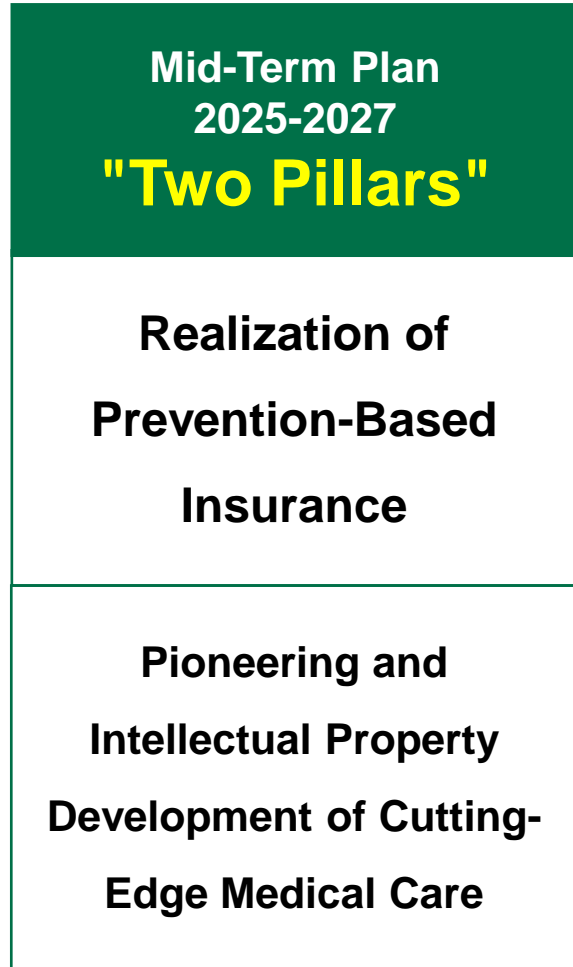 Mid-Term Plan
2025-2027
"Two Pillars"
Realization of
Prevention-Based
Insurance
Pioneering and
Intellectual Property
Development of Cutting-
Edge Medical Care